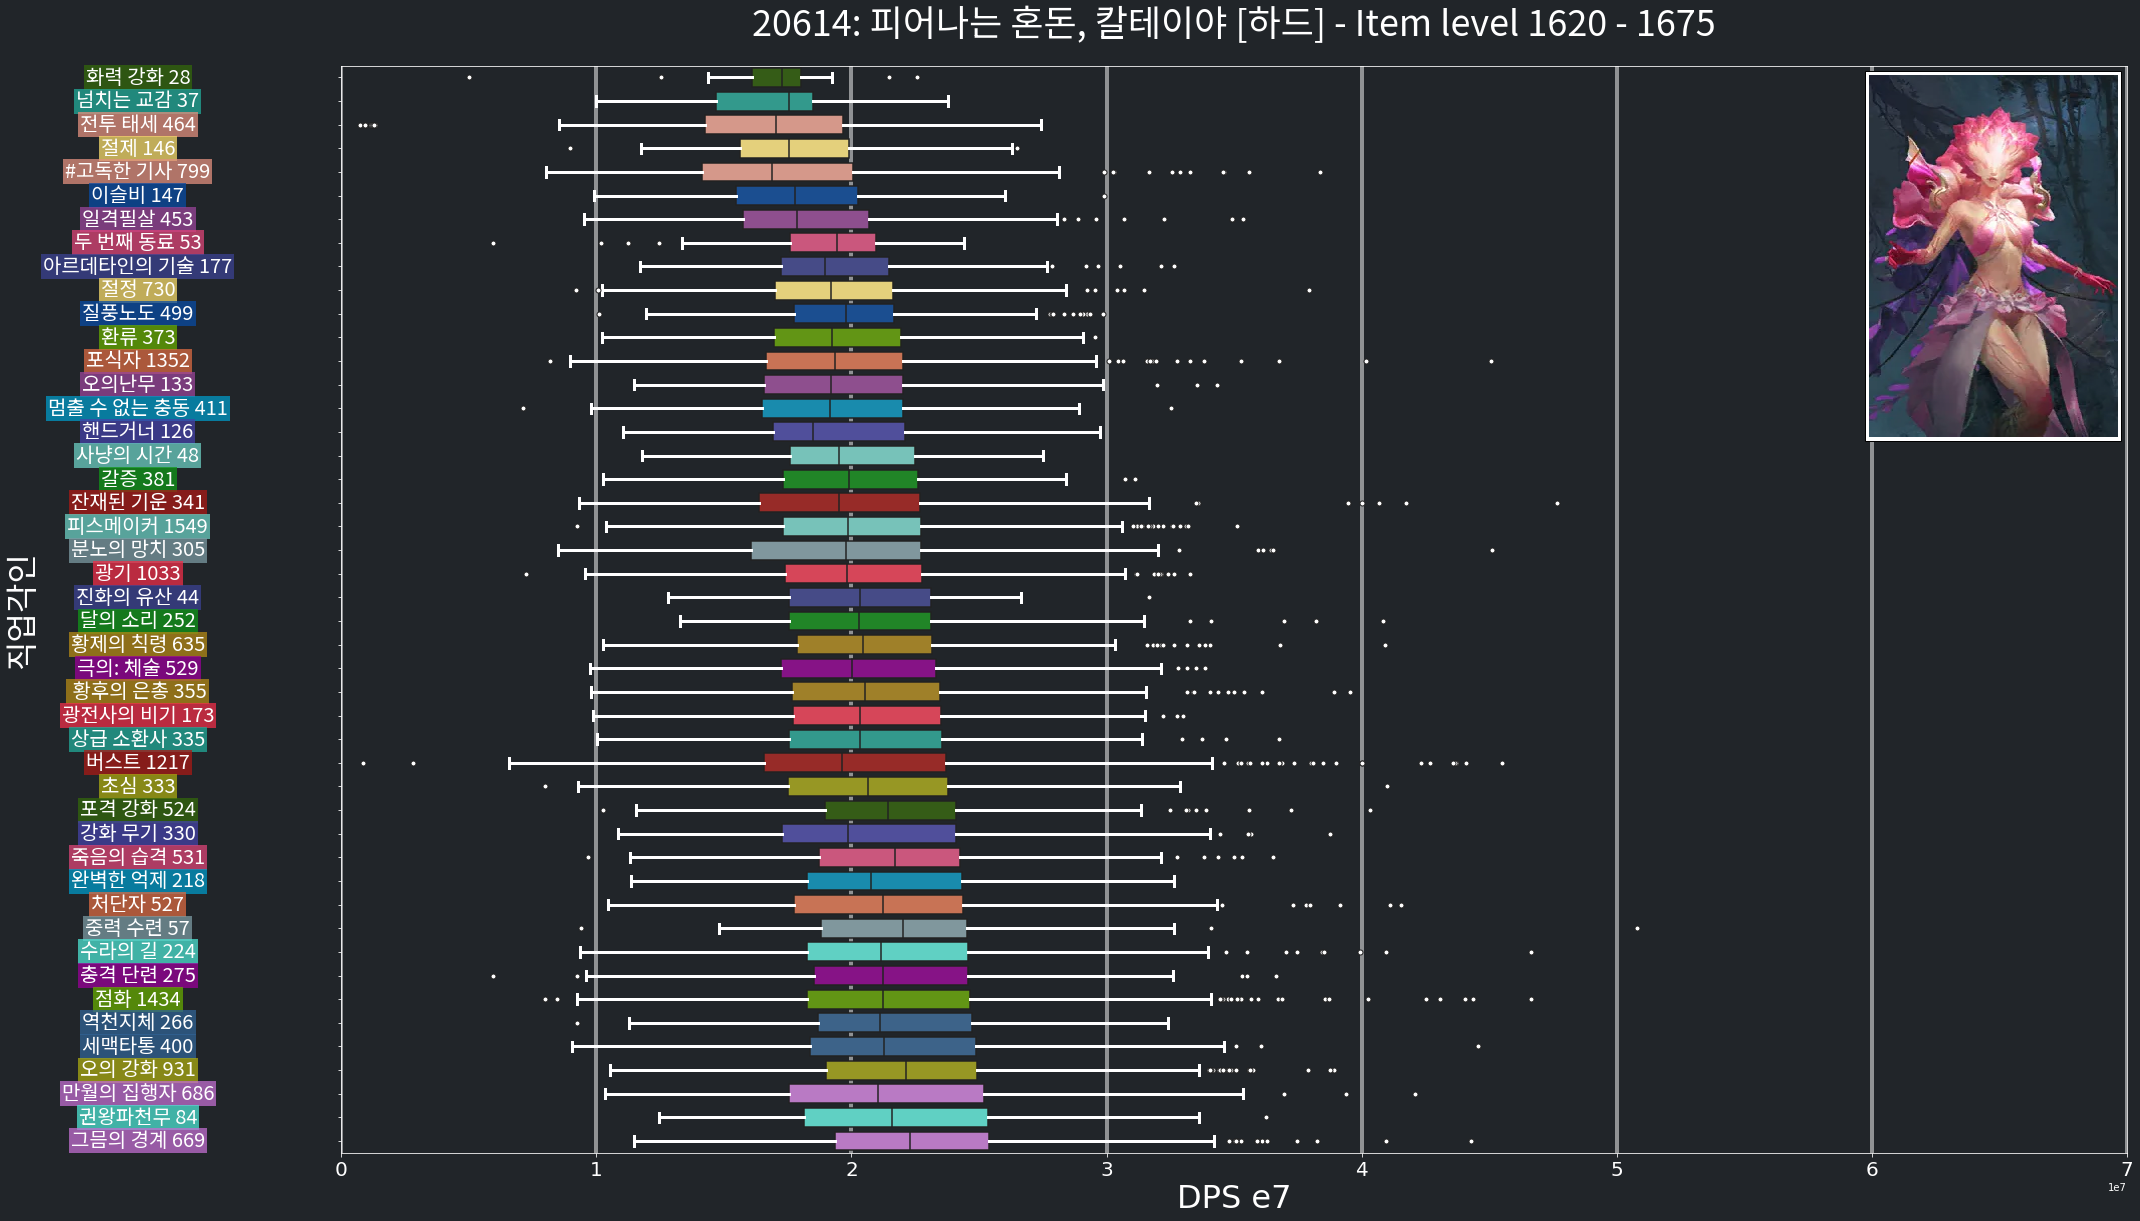 20614: 피어나는 혼돈, 칼테이야 [하드] - Item level 1620 - 1675
직업각인
화력 강화 28
넘치는 교감 37
전투 태세 464
절제 146
#고독한 기사 799
이슬비 147
일격필살 453
두 번째 동료 53
아르데타인의 기술 177
절정 730
질풍노도 499
환류 373
포식자 1352
오의난무 133
멈출 수 없는 충동 411
핸드거너 126
사냥의 시간 48
갈증 381
잔재된 기운 341
피스메이커 1549
분노의 망치 305
광기 1033
진화의 유산 44
달의 소리 252
황제의 칙령 635
극의: 체술 529
황후의 은총 355
광전사의 비기 173
상급 소환사 335
버스트 1217
초심 333
포격 강화 524
강화 무기 330
죽음의 습격 531
완벽한 억제 218
처단자 527
중력 수련 57
수라의 길 224
충격 단련 275
점화 1434
역천지체 266
세맥타통 400
오의 강화 931
만월의 집행자 686
권왕파천무 84
그믐의 경계 669
0 1 2 3 4 5 6 7
DPS e7
1e7